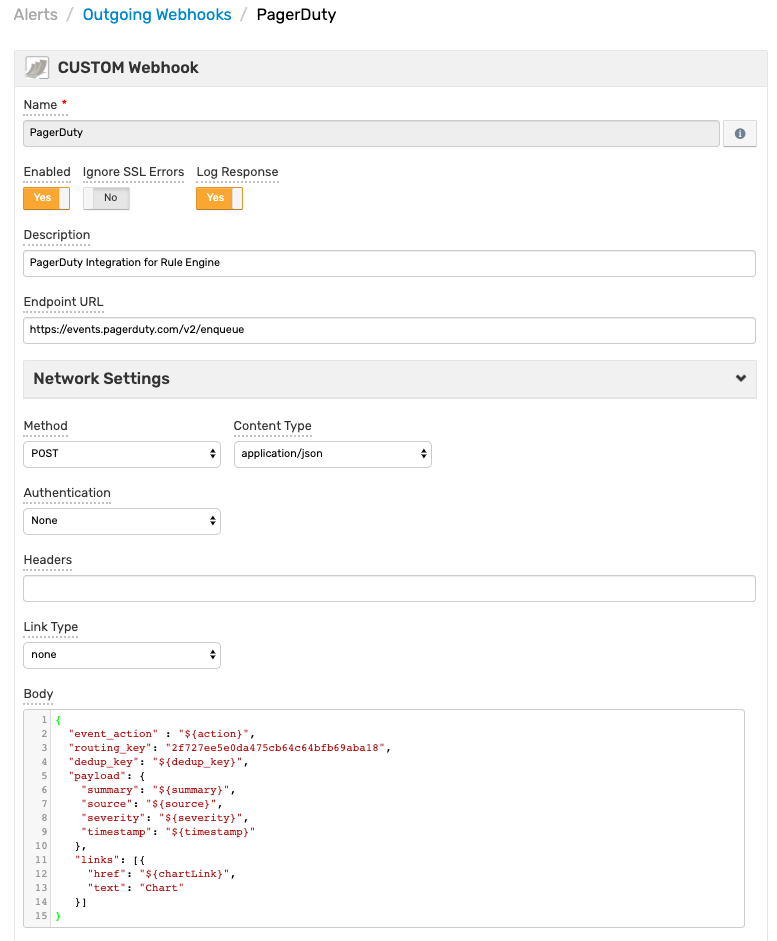 Alerts / Outgoing Webhooks / PagerDuty
CUSTOM Webhook
Name *
PagerDuty
Enabled Ignore SSL Errors Log Response
Yes No Yes
Description
PagerDuty Integration for Rule Engine
Endpoint URL
https://events.pagerduty.com/v2/enqueue
Network Settings
Method Content Type
POST application/json
Authentication
None
Headers
Link Type
none
Body
1 {
2 "event_action" : "${action}",
3 "routing_key": "2f727ee5e0da475cb64c64bfb69aba18",
4 "dedup_key": "${dedup_key}",
5 "payload": {
6 "summary": "${summary}",
7 "source": "${source}",
8 "severity": "${severity}",
9 "timestamp": "${timestamp}"
10 },
11 "links": [{
12 "href": "${chartLink}",
13 "text": "Chart"
14 }]
15 }